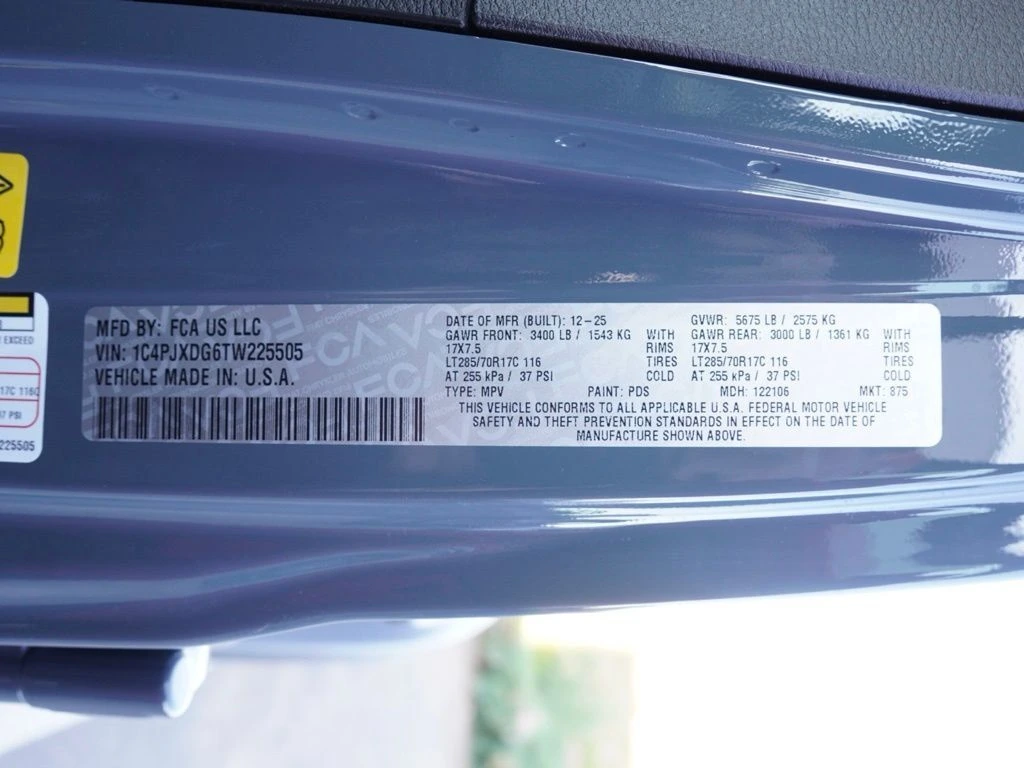 MFD BY: FCA US LLC
VIN: 1C4PJXDG6TW225505
VEHICLE MADE IN: U.S.A.
DATE OF MFR (BUILT): 12-25
GAWR FRONT: 3400 LB / 1543 KG WITH
17X7.5 RIMS
LT285/70R17C 116 TIRES
AT 255 kPa / 37 PSI COLD
GVWR: 5675 LB / 2575 KG
GAWR REAR: 3000 LB / 1361 KG WITH
17X7.5 RIMS
LT285/70R17C 116 TIRES
AT 255 kPa / 37 PSI COLD
TYPE: MPV PAINT: PDS MDH: 122106 MKT: 875
THIS VEHICLE CONFORMS TO ALL APPLICABLE U.S.A. FEDERAL MOTOR VEHICLE
SAFETY AND THEFT PREVENTION STANDARDS IN EFFECT ON THE DATE OF
MANUFACTURE SHOWN ABOVE.
EXCEED
17C 116C
37 PSI
225505